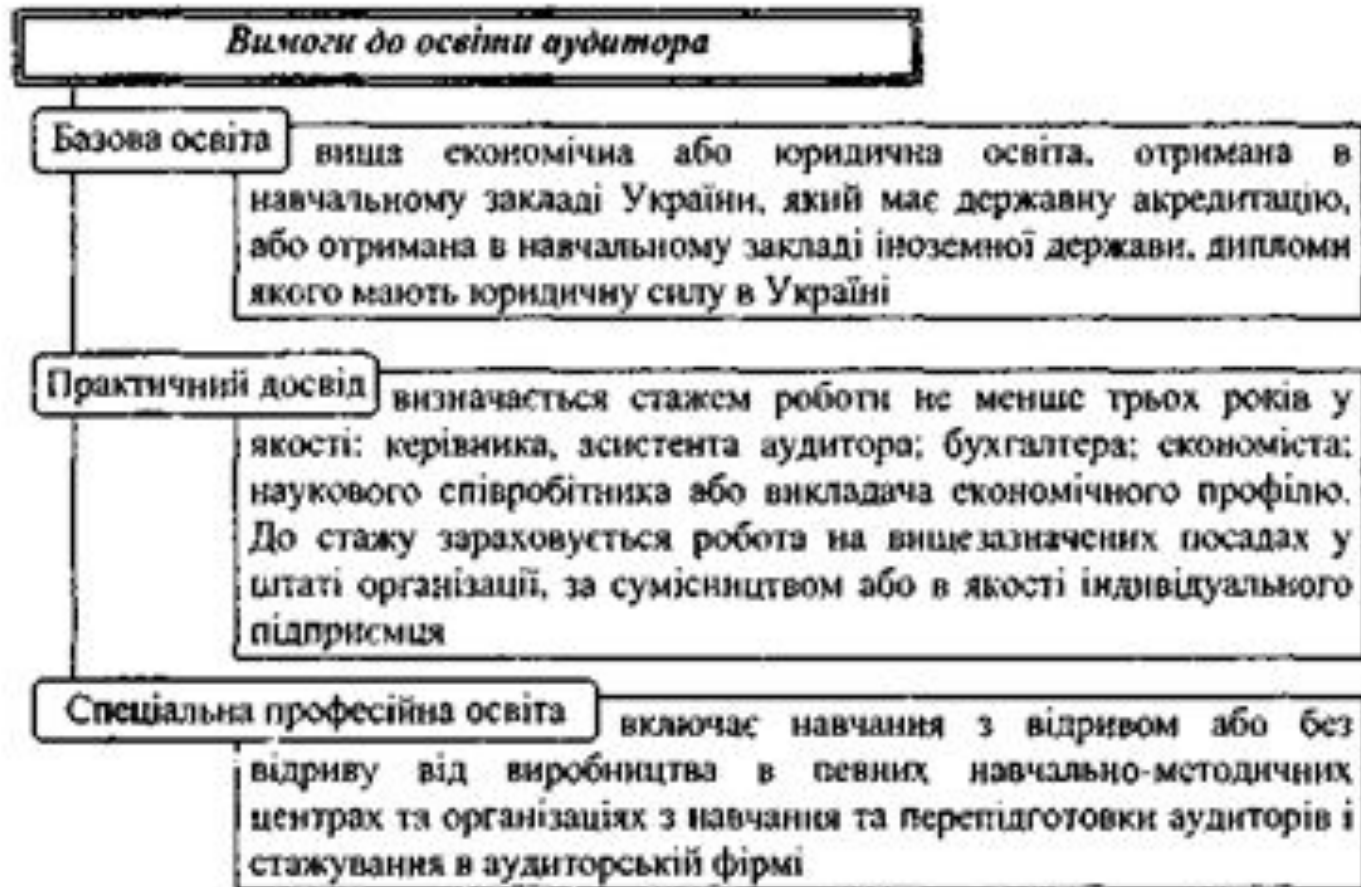 Вимоги до освіти аудитора
Базова освіта
вища економічна або юридична освіта, отримана в
навчальному закладі України, який має державну акредитацію,
або отримана в навчальному закладі іноземної держави, дипломи
якого мають юридичну силу в Україні
Практичний досвід
визначається стажем роботи не менше трьох років у
якості: керівника, асистента аудитора; бухгалтера; економіста;
наукового співробітника або викладача економічного профілю.
До стажу зараховується робота на вищезазначених посадах у
штаті організації, за сумісництвом або в якості індивідуального
підприємця
Спеціальна професійна освіта
включає навчання з відривом або без
відриву від виробництва в певних навчально-методичних
центрах та організаціях з навчання та перепідготовки аудиторів і
стажування в аудиторській фірмі